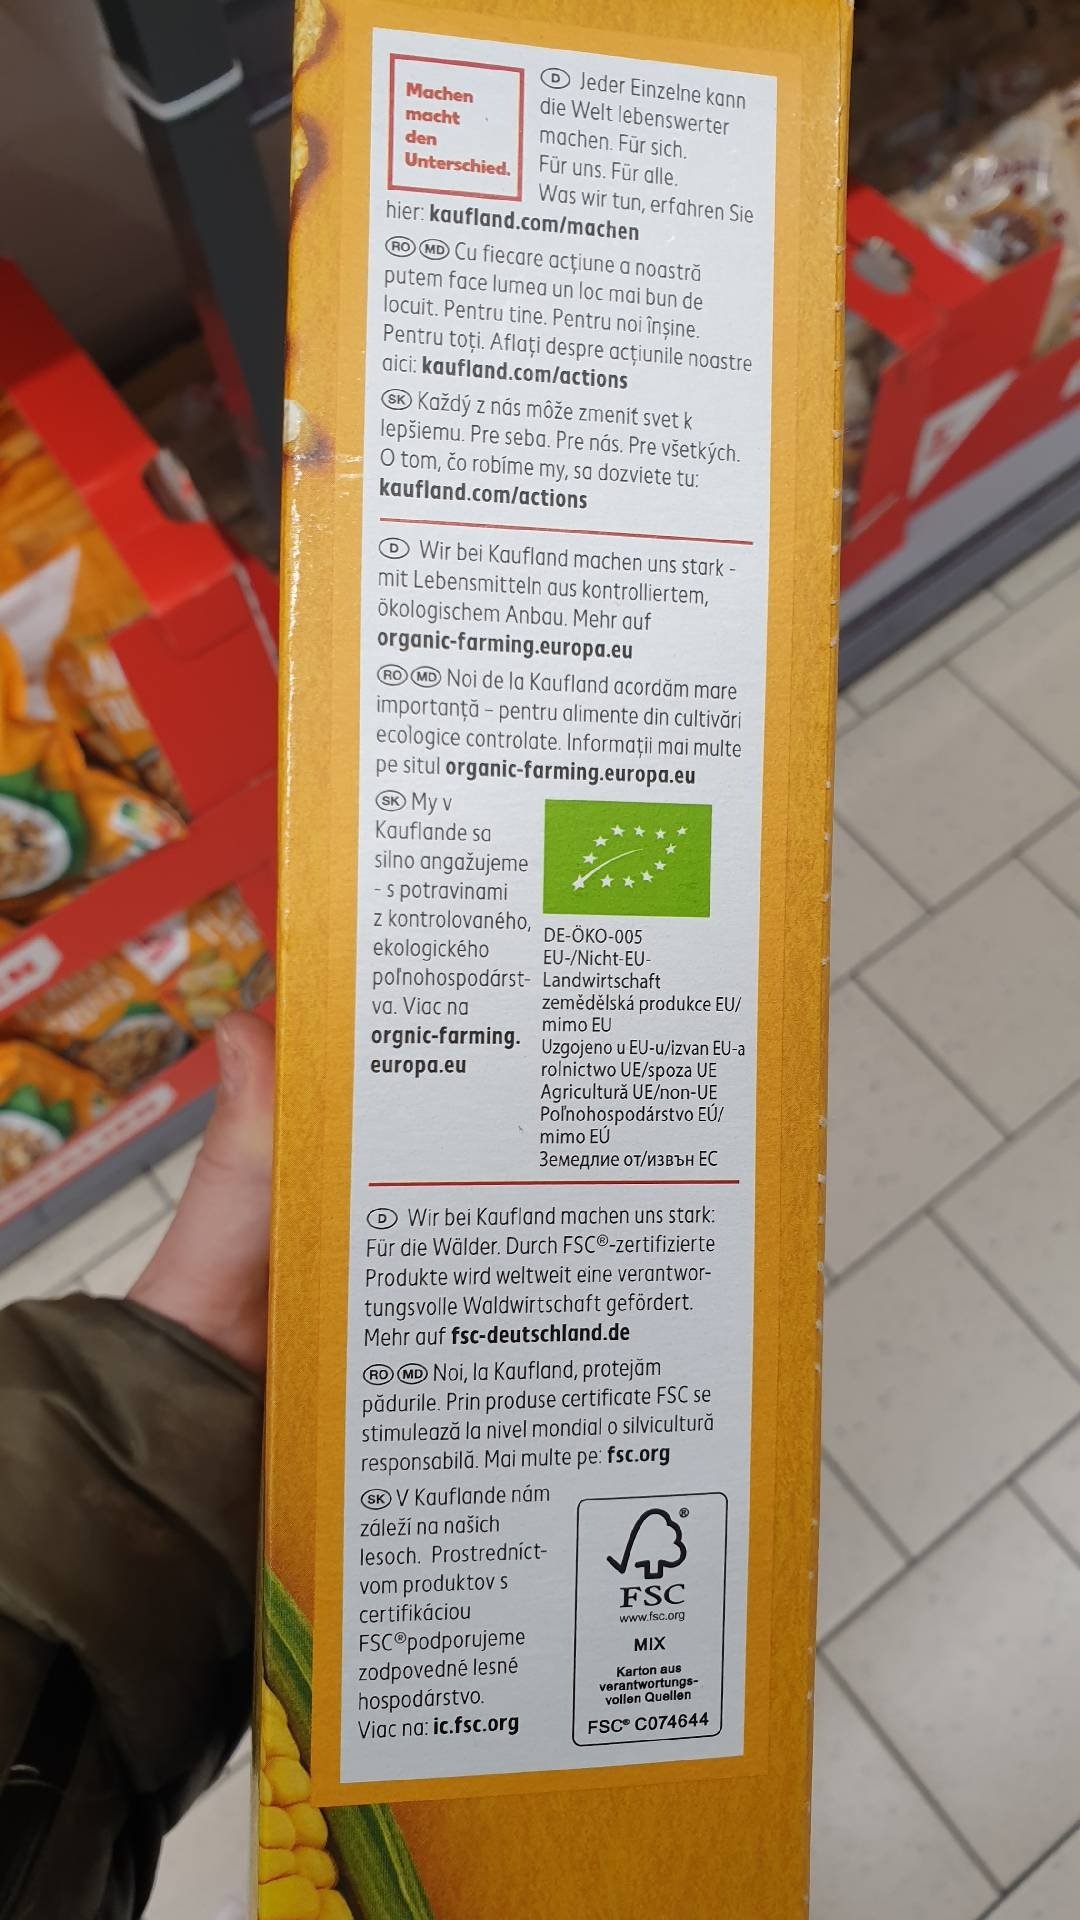 Machen
macht
den
Unterschied.
D Jeder Einzelne kann
die Welt lebenswerter
machen. Für sich.
Für uns. Für alle.
Was wir tun, erfahren Sie
hier: kaufland.com/machen
RO MD Cu fiecare acțiune a noastră
putem face lumea un loc mai bun de
locuit. Pentru tine. Pentru noi înșine.
Pentru toți. Aflați despre acțiunile noastre
aici: kaufland.com/actions
SK Každý z nás môže zmeniť svet k
lepšiemu. Pre seba. Pre nás. Pre všetkých.
O tom, čo robíme my, sa dozviete tu:
kaufland.com/actions
D Wir bei Kaufland machen uns stark -
mit Lebensmitteln aus kontrolliertem,
ökologischem Anbau. Mehr auf
organic-farming.europa.eu
RO MD Noi de la Kaufland acordăm mare
importanță – pentru alimente din cultivări
ecologice controlate. Informații mai multe
pe situl organic-farming.europa.eu
SK My v
Kauflande sa
silno angažujeme
- s potravinami
z kontrolovaného,
ekologického
poľnohospodárst-
va. Viac na
orgnic-farming.
europa.eu
DE-ÖKO-005
EU-/Nicht-EU-
Landwirtschaft
zemědělská produkce EU/
mimo EU
Uzgojeno u EU-u/izvan EU-a
rolnictwo UE/spoza UE
Agricultură UE/non-UE
Poľnohospodárstvo EÚ/
mimo EÚ
Земедлие от/извън ЕС
D Wir bei Kaufland machen uns stark:
Für die Wälder. Durch FSC®-zertifizierte
Produkte wird weltweit eine verantwor-
tungsvolle Waldwirtschaft gefördert.
Mehr auf fsc-deutschland.de
RO MD Noi, la Kaufland, protejăm
pădurile. Prin produse certificate FSC se
stimulează la nivel mondial o silvicultură
responsabilă. Mai multe pe: fsc.org
SK V Kauflande nám
záleží na našich
lesoch. Prostredníct-
vom produktov s
certifikáciou
FSC®podporujeme
zodpovedné lesné
hospodárstvo.
Viac na: ic.fsc.org
®
FSC
www.fsc.org
MIX
Karton aus
verantwortungs-
vollen Quellen
FSC® C074644